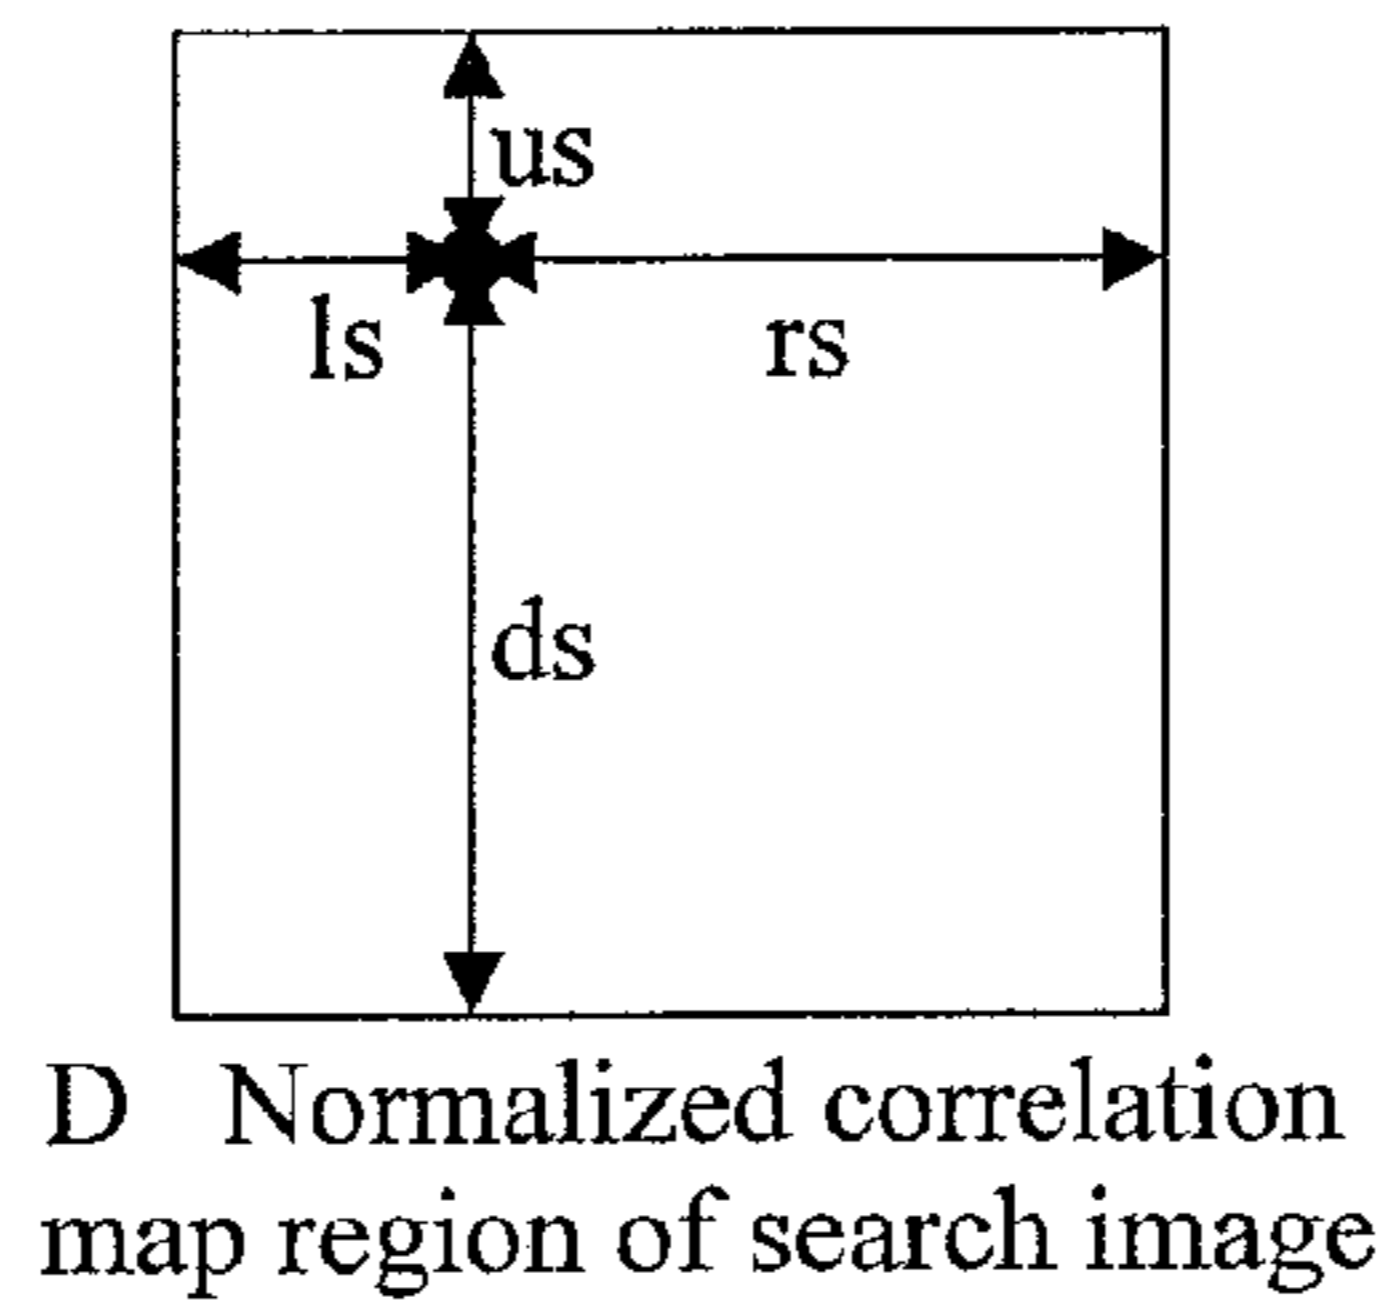 us
ls rs
ds
D Normalized correlation
map region of search image